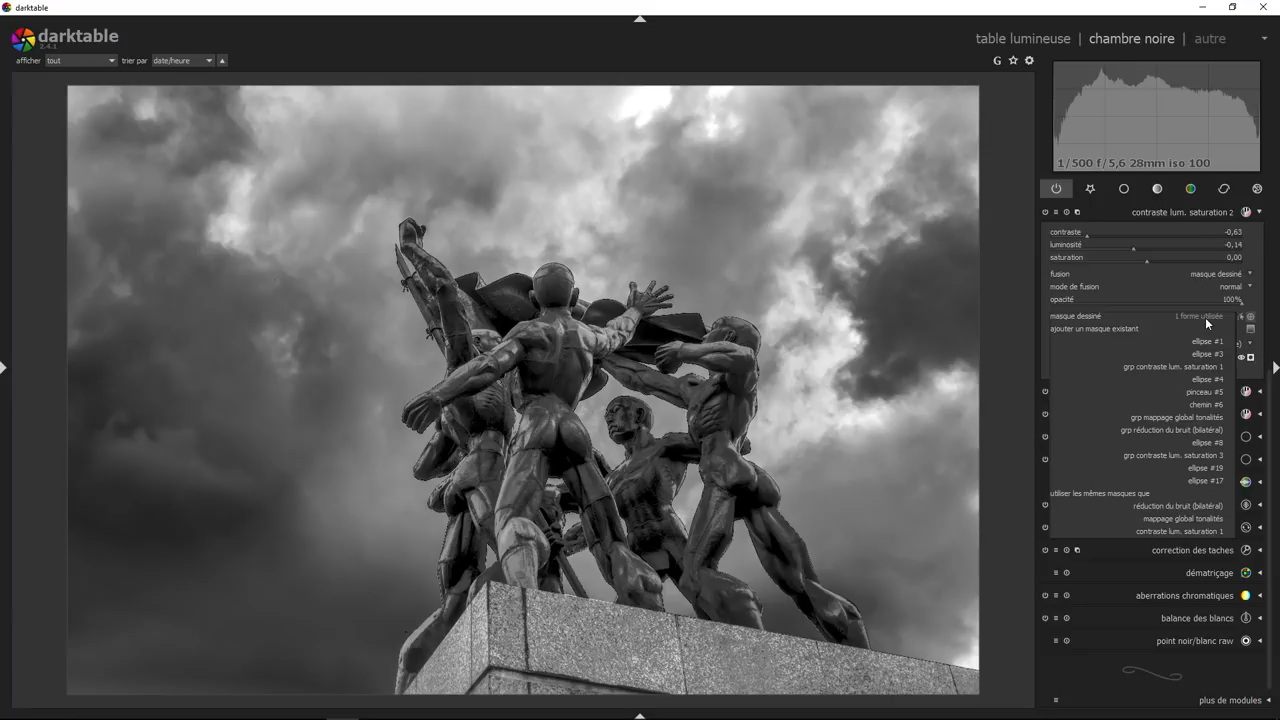 darktable
darktable
2.4.1
table lumineuse | chambre noire | autre
afficher tout trier par date/heure
G
1/500 f/5,6 28mm iso 100
contraste lum. saturation 2
contraste -0,63
luminosité -0,14
saturation 0,00
fusion masque dessiné
mode de fusion normal
opacité 100%
masque dessiné 1 forme utilisée
ajouter un masque existant
ellipse #1
ellipse #3
grp contraste lum. saturation 1
ellipse #4
pinceau #5
chemin #6
grp mappage global tonalités
grp réduction du bruit (bilatéral)
ellipse #8
grp contraste lum. saturation 3
ellipse #19
ellipse #17
utiliser les mêmes masques que
réduction du bruit (bilatéral)
mappage global tonalités
contraste lum. saturation 1
correction des taches
dématriçage
aberrations chromatiques
balance des blancs
point noir/blanc raw
plus de modules